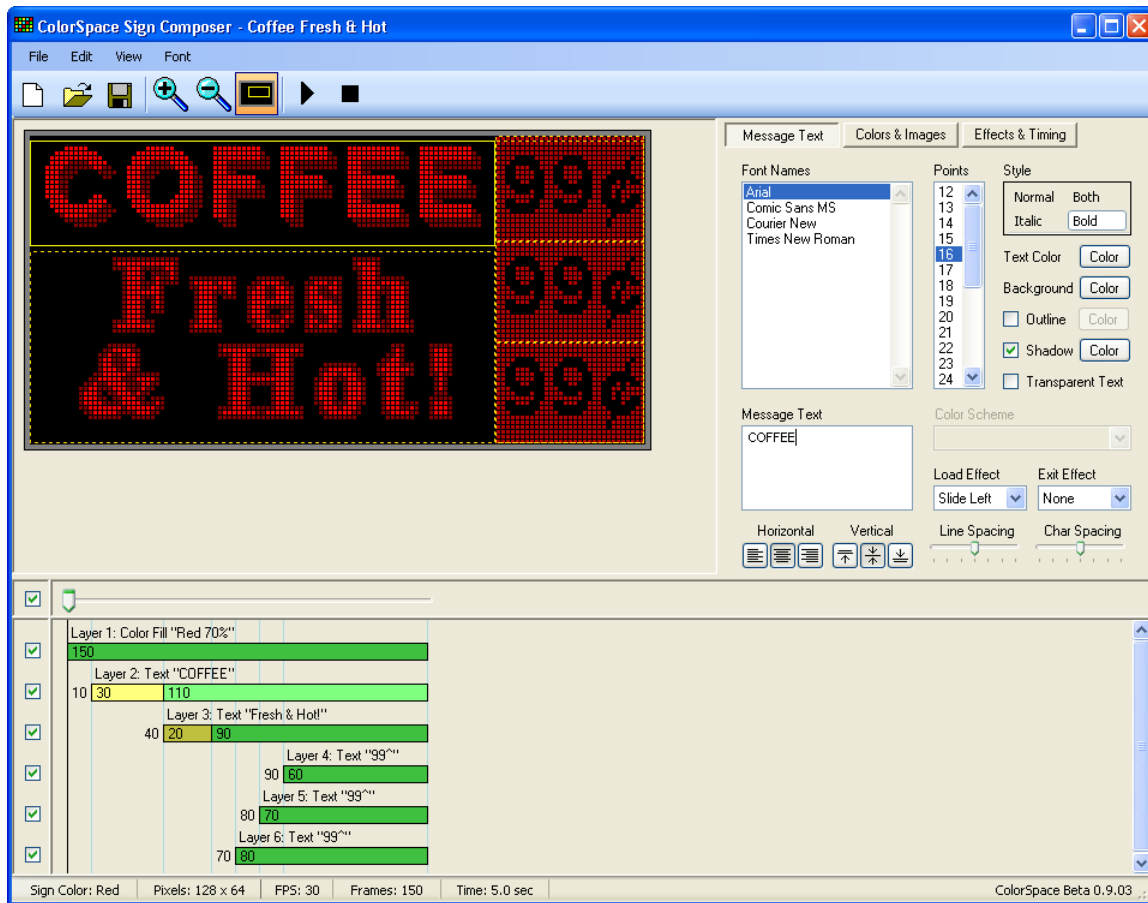 ColorSpace Sign Composer - Coffee Fresh & Hot
File Edit View Font
COFFEE 99¢
Fresh 99¢
& Hot! 99¢
Message Text Colors & Images Effects & Timing
Font Names Points Style
Arial
Comic Sans MS
Courier New
Times New Roman
12
13
14
15
16
17
18
19
20
21
22
23
24
Normal Both
Italic Bold
Text Color Color
Background Color
Outline Color
Shadow Color
Transparent Text
Message Text
COFFEE
Color Scheme
Load Effect Exit Effect
Slide Left None
Horizontal Vertical Line Spacing Char Spacing
Layer 1: Color Fill "Red 70%"
150
Layer 2: Text "COFFEE"
10 30 110
Layer 3: Text "Fresh & Hot!"
40 20 90
Layer 4: Text "99^"
90 60
Layer 5: Text "99^"
80 70
Layer 6: Text "99^"
70 80
Sign Color: Red Pixels: 128 x 64 FPS: 30 Frames: 150 Time: 5.0 sec ColorSpace Beta 0.9.03